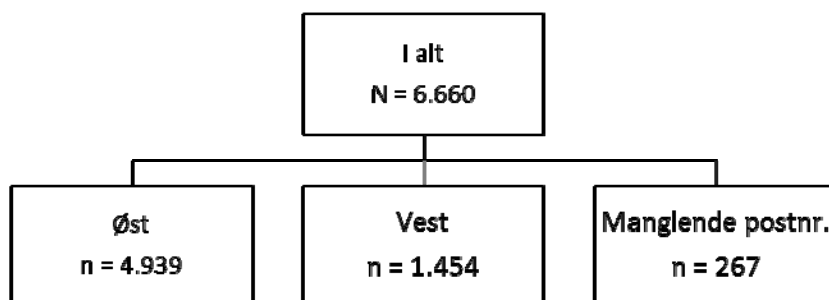 I alt
N = 6.660
Øst
n = 4.939
Vest
n = 1.454
Manglende postnr.
n = 267